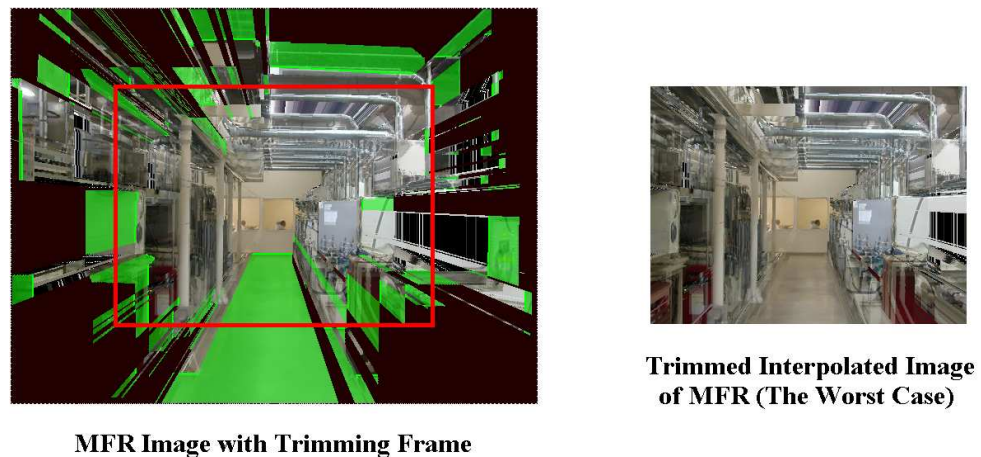 MFR Image with Trimming Frame
Trimmed Interpolated Image
of MFR (The Worst Case)